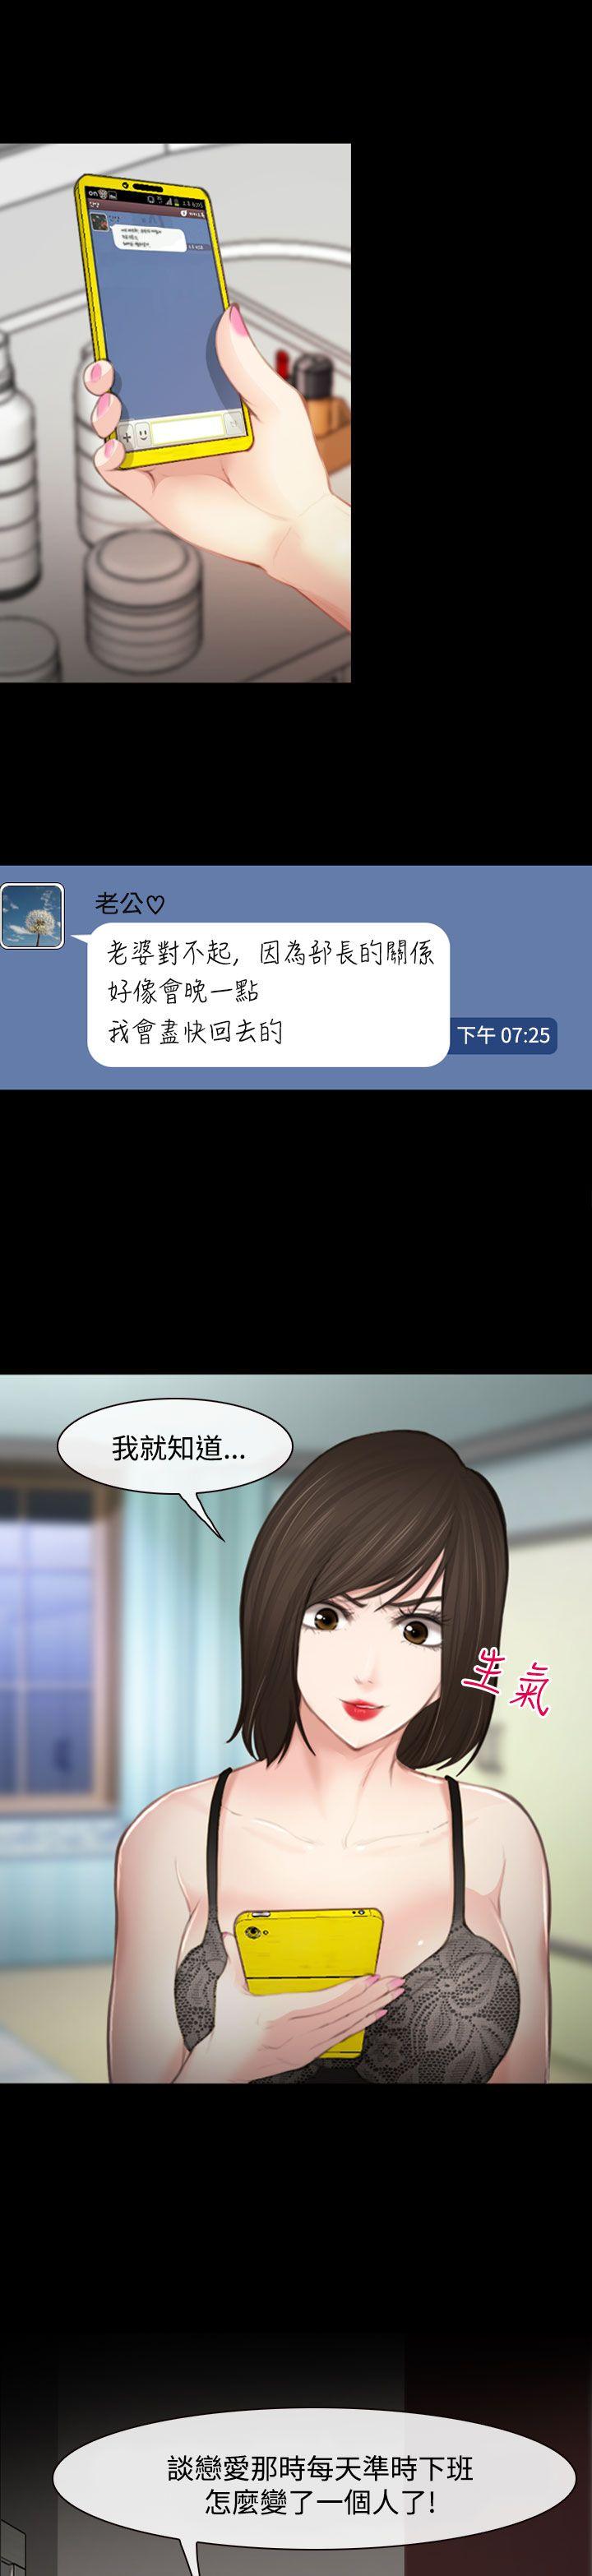 on
老公♡
老婆對不起，因為部長的關係
好像會晚一點
我會盡快回去的
下午 07:25
我就知道...
生氣
談戀愛那時每天準時下班
怎麼變了一個人了!